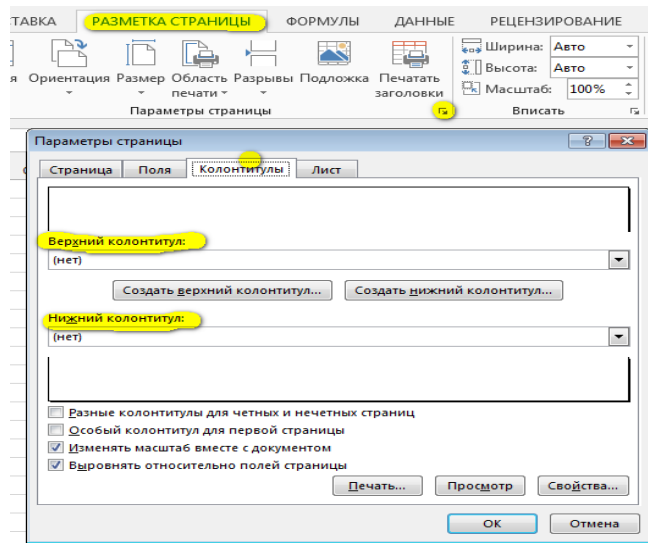 ТАВКА РАЗМЕТКА СТРАНИЦЫ ФОРМУЛЫ ДАННЫЕ РЕЦЕНЗИРОВАНИЕ
Ширина: Авто
Высота: Авто
я Ориентация Размер Область Разрывы Подложка Печатать
печати заголовки
Масштаб: 100%
Параметры страницы Вписать
Параметры страницы
Страница Поля Колонтитулы Лист
Верхний колонтитул:
(нет)
Создать верхний колонтитул... Создать нижний колонтитул...
Нижний колонтитул:
(нет)
Разные колонтитулы для четных и нечетных страниц
Особый колонтитул для первой страницы
Изменять масштаб вместе с документом
Выровнять относительно полей страницы
Печать... Просмотр Свойства...
ОК Отмена